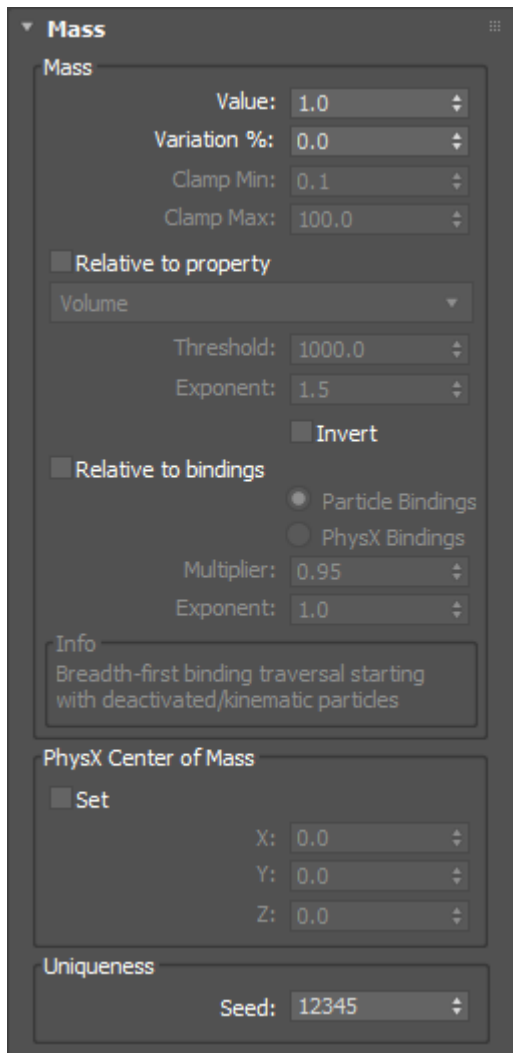 Mass
Mass
Value: 1.0
Variation %: 0.0
Clamp Min: 0.1
Clamp Max: 100.0
Relative to property
Volume
Threshold: 1000.0
Exponent: 1.5
Invert
Relative to bindings
Particle Bindings
PhysX Bindings
Multiplier: 0.95
Exponent: 1.0
Info
Breadth-first binding traversal starting
with deactivated/kinematic particles
PhysX Center of Mass
Set
X: 0.0
Y: 0.0
Z: 0.0
Uniqueness
Seed: 12345